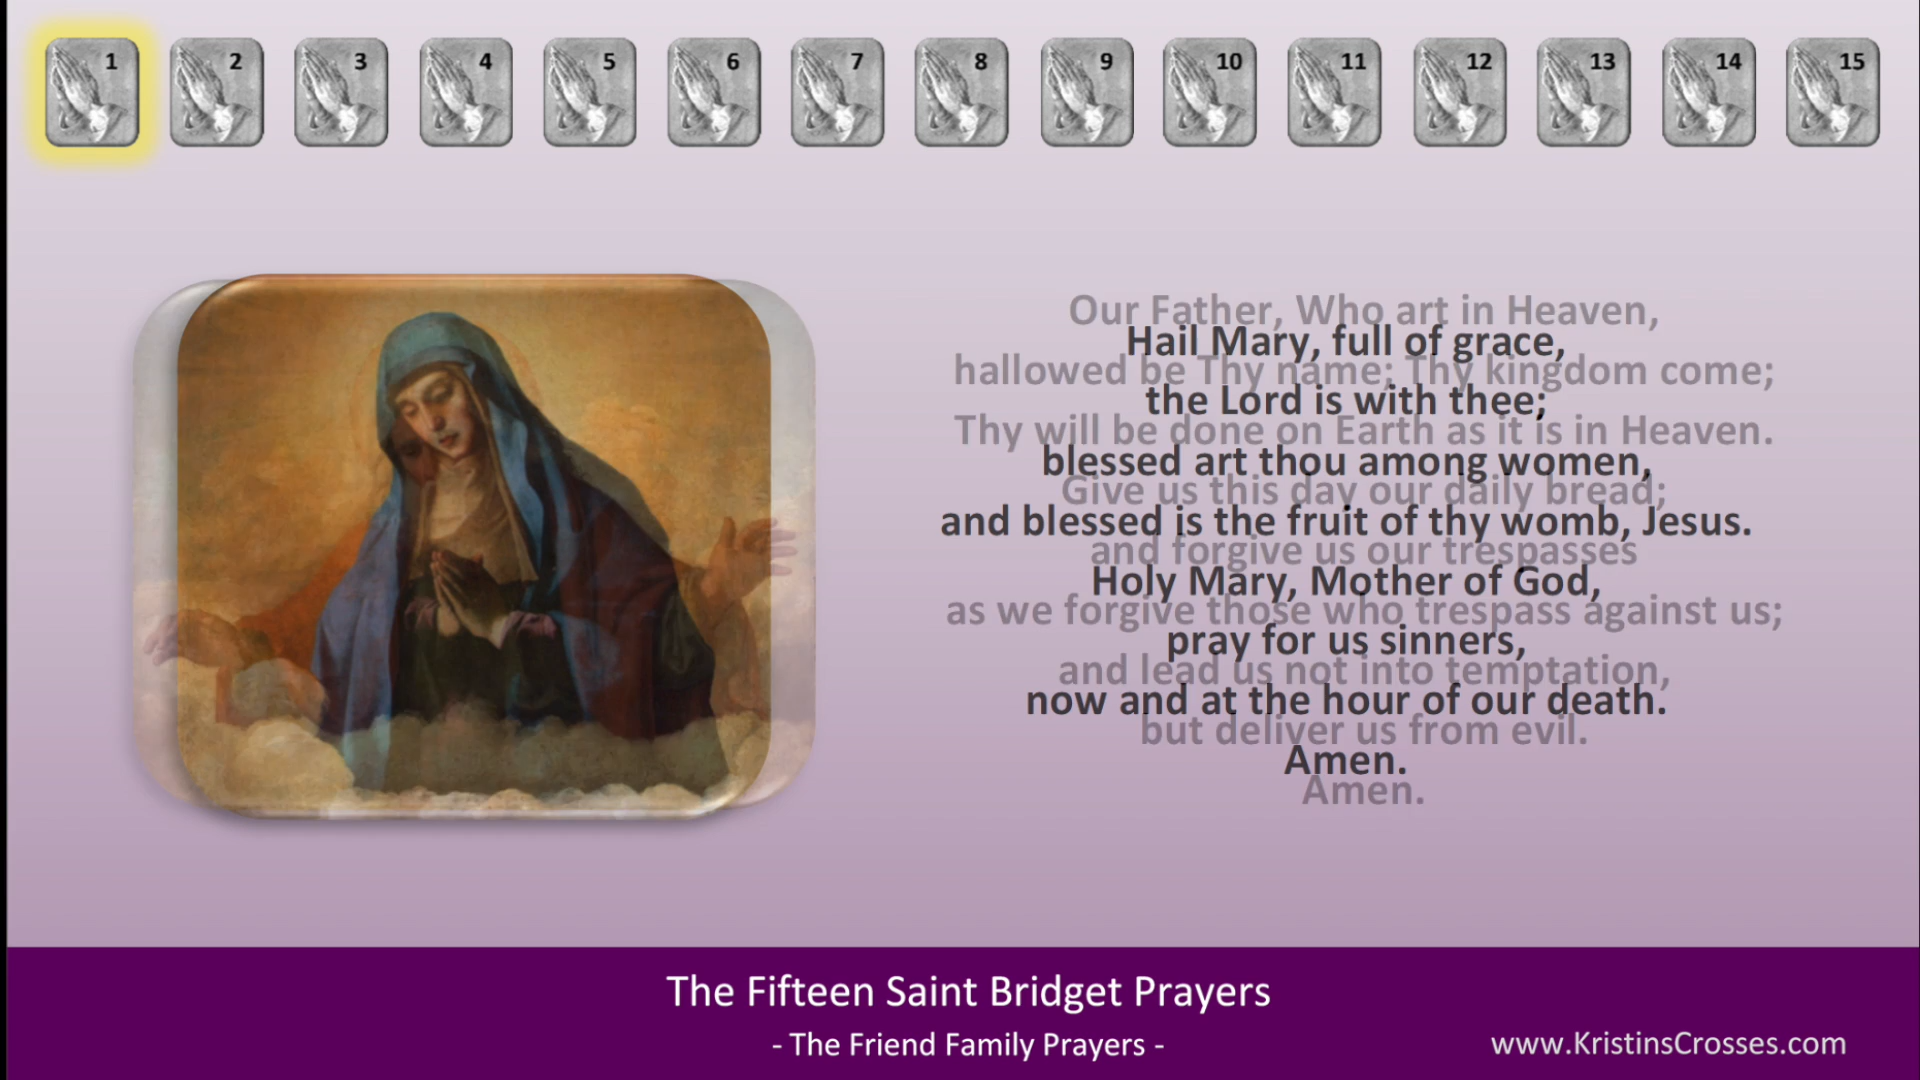 1 2 3 4 5 6 7 8 9 10 11 12 13 14 15
Our Father, Who art in Heaven,
hallowed be Thy name; Thy kingdom come;
Thy will be done on Earth as it is in Heaven.
Give us this day our daily bread;
and forgive us our trespasses
as we forgive those who trespass against us;
and lead us not into temptation,
but deliver us from evil.
Amen.
Hail Mary, full of grace,
the Lord is with thee;
blessed art thou among women,
and blessed is the fruit of thy womb, Jesus.
Holy Mary, Mother of God,
pray for us sinners,
now and at the hour of our death.
Amen.
The Fifteen Saint Bridget Prayers
- The Friend Family Prayers -
www.KristinsCrosses.com